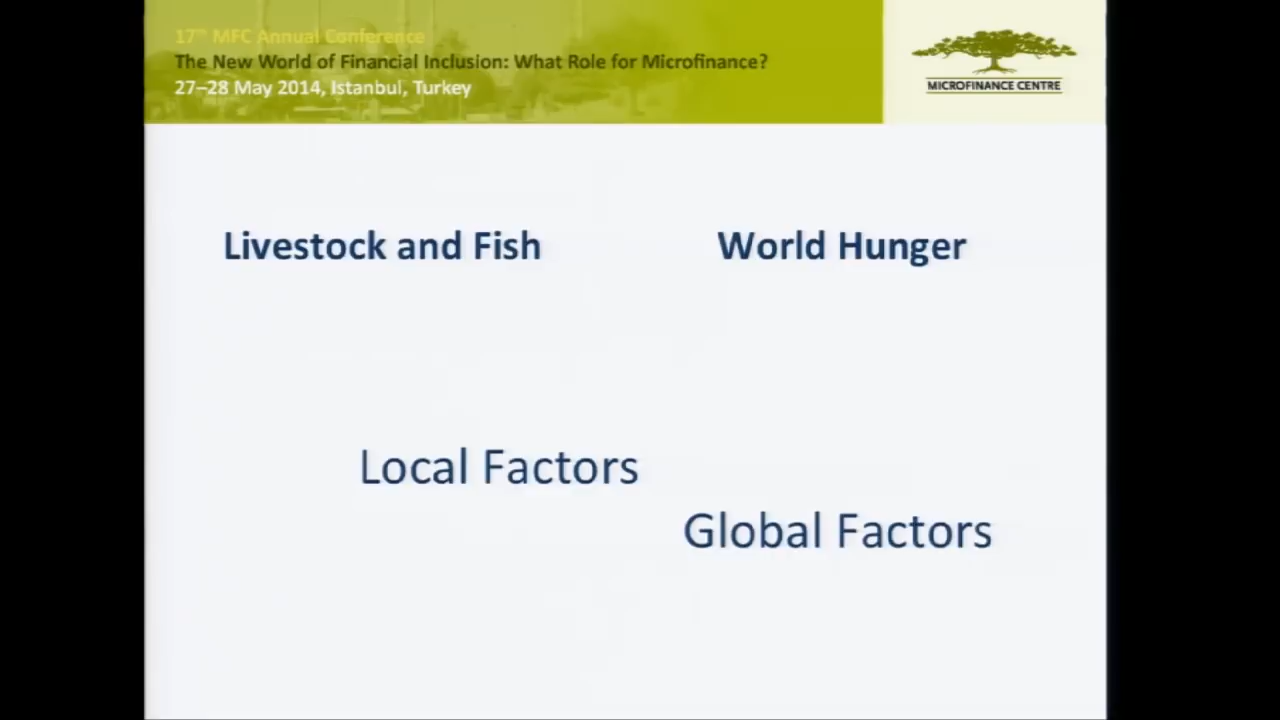 17th MFC Annual Conference
The New World of Financial Inclusion: What Role for Microfinance?
27–28 May 2014, Istanbul, Turkey
MICROFINANCE CENTRE
Livestock and Fish
World Hunger
Local Factors
Global Factors